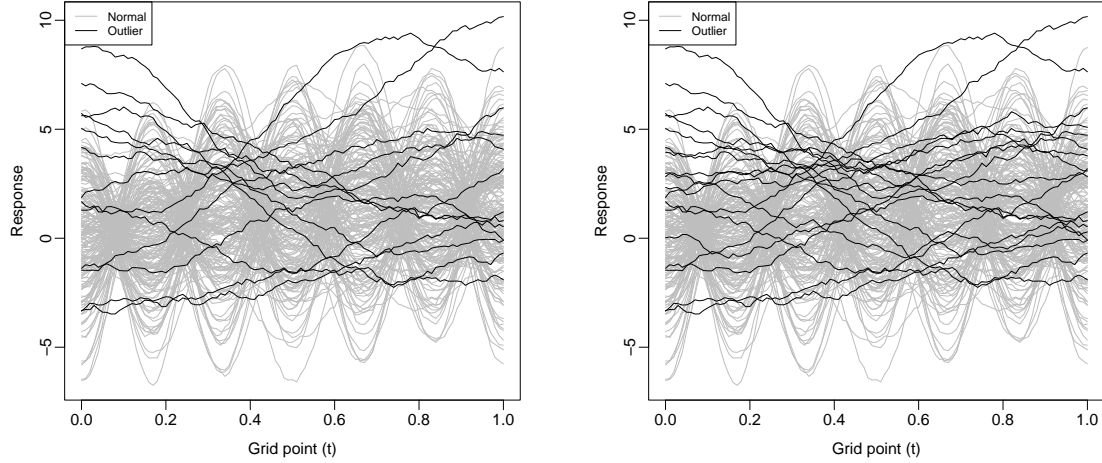 Normal
Outlier
10
5
0
−5
Response
0.0 0.2 0.4 0.6 0.8 1.0
Grid point (t)
Normal
Outlier
10
5
0
−5
Response
0.0 0.2 0.4 0.6 0.8 1.0
Grid point (t)